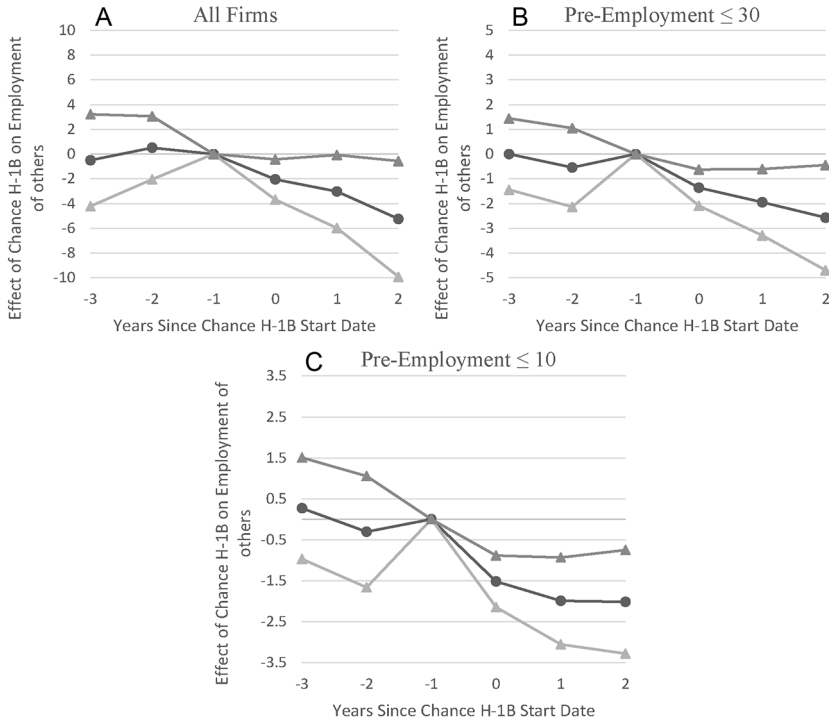 A
All Firms
Effect of Chance H-1B on Employment
of others
10
8
6
4
2
0
-2
-4
-6
-8
-10
-3 -2 -1 0 1 2
Years Since Chance H-1B Start Date
B
Pre-Employment ≤ 30
Effect of Chance H-1B on Employment
of others
5
4
3
2
1
0
-1
-2
-3
-4
-5
-3 -2 -1 0 1 2
Years Since Chance H-1B Start Date
C
Pre-Employment ≤ 10
Effect of Chance H-1B on Employment of
others
3.5
2.5
1.5
0.5
-0.5
-1.5
-2.5
-3.5
-3 -2 -1 0 1 2
Years Since Chance H-1B Start Date